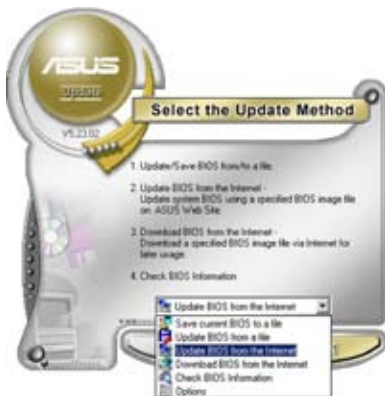 ASUS
Update
V5.23.02
Select the Update Method
1. Update/Save BIOS from/to a file.
2. Update BIOS from the Internet -
Update system BIOS using a specified BIOS image file
on ASUS Web Site.
3. Download BIOS from the Internet -
Download a specified BIOS image file via Internet for
later usage.
4. Check BIOS Information
Update BIOS from the Internet
Save current BIOS to a file
Update BIOS from a file
Update BIOS from the Internet
Download BIOS from the Internet
Check BIOS Information
Options